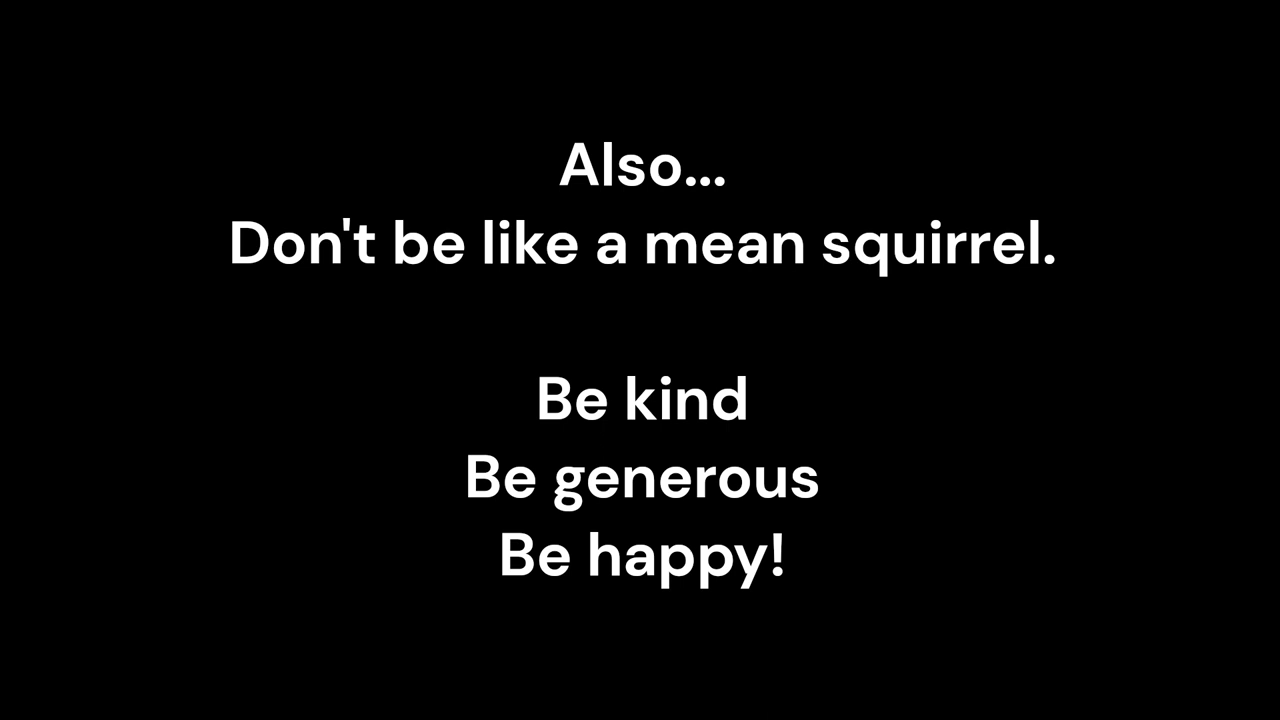 Also...
Don't be like a mean squirrel.
Be kind
Be generous
Be happy!